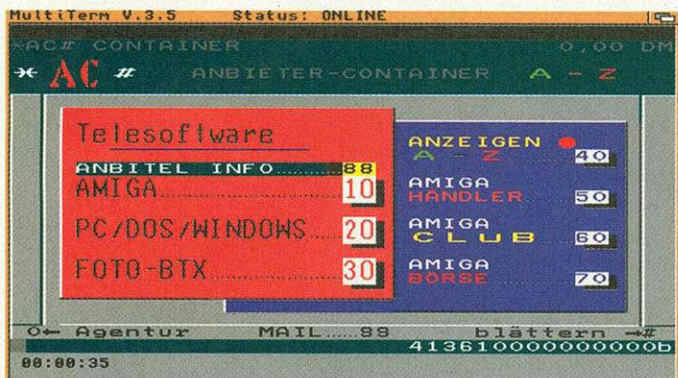 MultiTerm V.3.5 Status: ONLINE
*AC# CONTAINER 0,00 DM
* AC # ANBIETER-CONTAINER A - Z
Telesoftware
ANBITEL INFO......88
AMIGA..........10
PC/DOS/WINDOWS...20
FOTO-BTX.........30
ANZEIGEN
A - Z......40
AMIGA
HÄNDLER....50
AMIGA
CLUB....60
AMIGA
BÖRSE......70
0← Agentur MAIL.....88 blättern →#
4136100000000000b
00:00:35